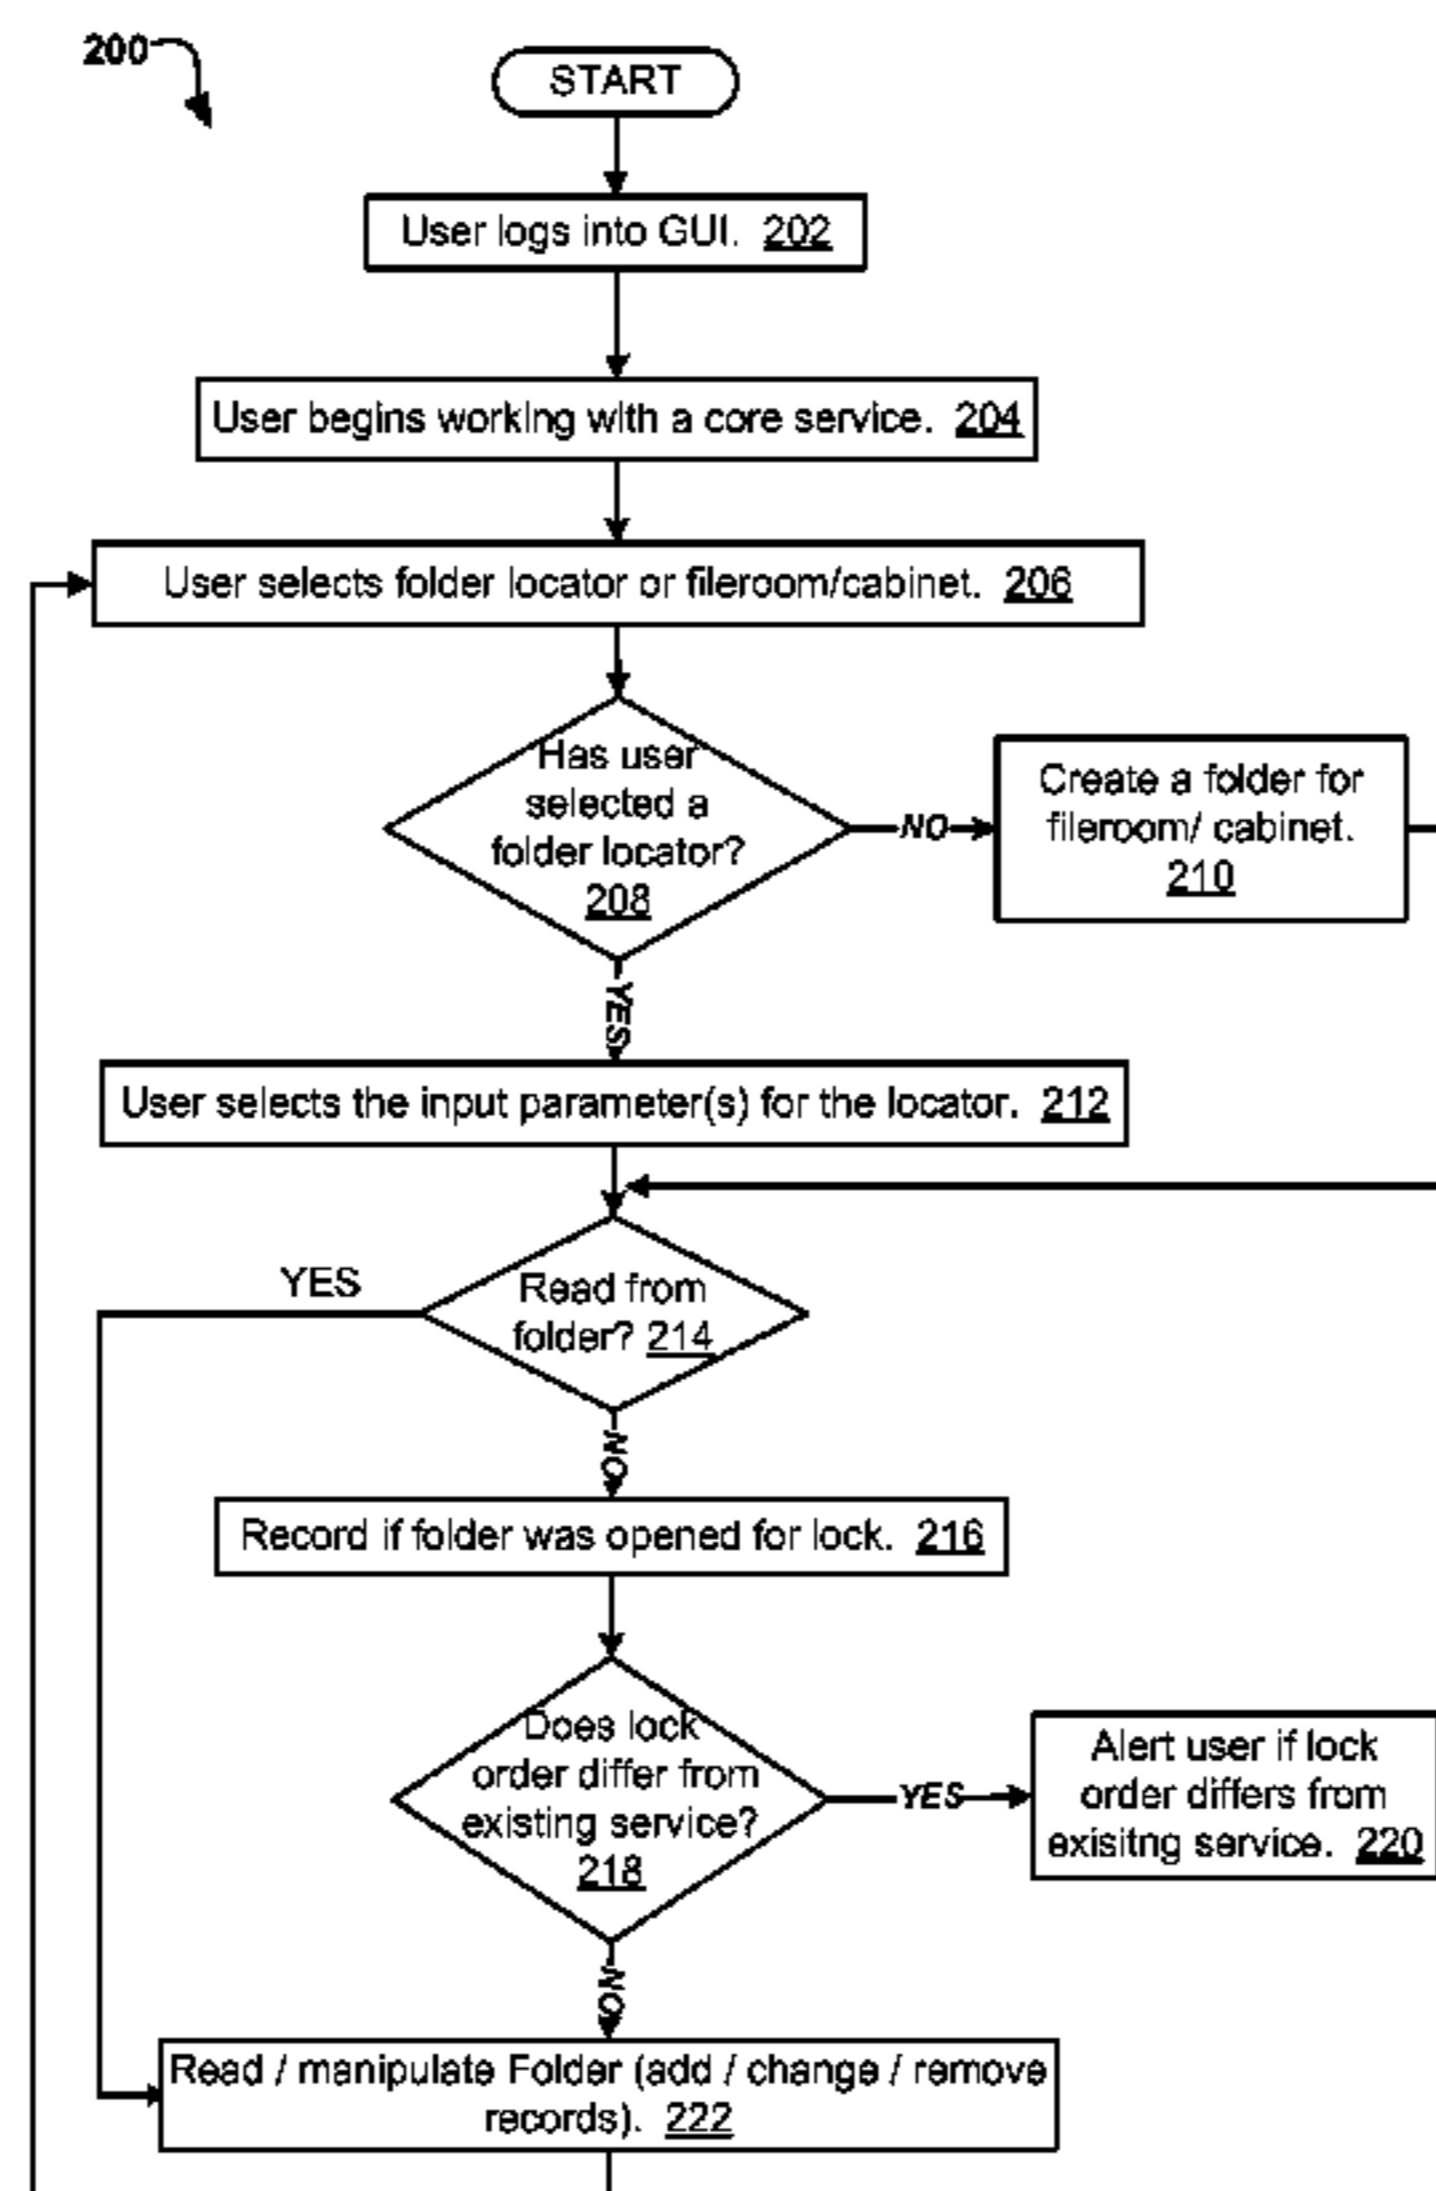 200
START
User logs into GUI. 202
User begins working with a core service. 204
User selects folder locator or fileroom/cabinet. 206
Has user
selected a
folder locator?
208
NO
Create a folder for
fileroom/ cabinet.
210
YES
User selects the input parameter(s) for the locator. 212
Read from
folder? 214
YES
NO
Record if folder was opened for lock. 216
Does lock
order differ from
existing service?
218
YES
Alert user if lock
order differs from
exisitng service. 220
NO
Read / manipulate Folder (add / change / remove
records). 222